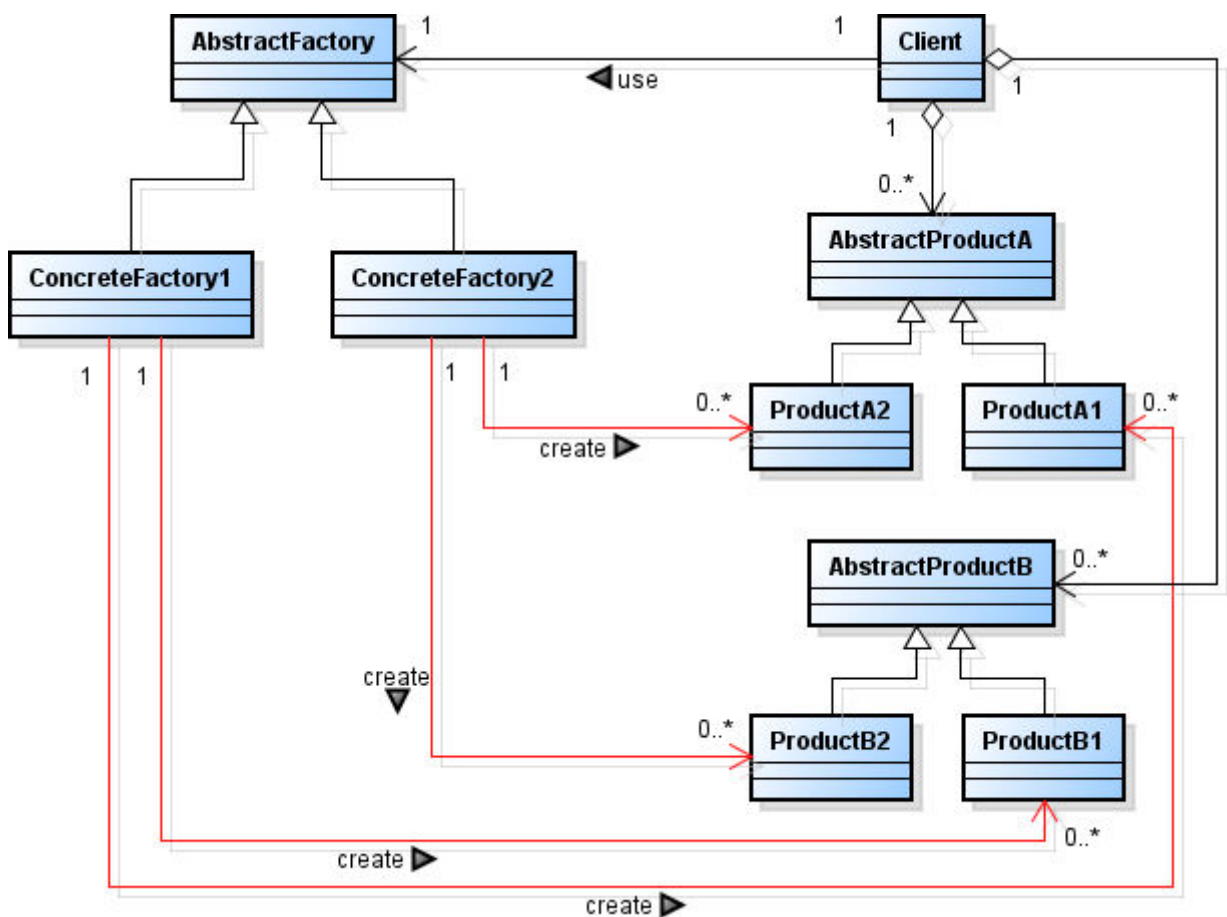 AbstractFactory
1
1
Client
use
1
1
0..*
AbstractProductA
ConcreteFactory1
ConcreteFactory2
1
1
1
1
0..*
ProductA2
ProductA1
0..*
create
AbstractProductB
0..*
create
0..*
ProductB2
ProductB1
0..*
create
create